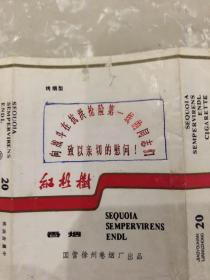 烤烟型
向战斗在抗洪抢险第一线的同志们
致以亲切的慰问！
SEQUOIA
SEMPERVIRENS
ENDL
SEQUOIA
SEMPERVIRENS
ENDL
CIGARETTE
20
香烟
SEQUOIA
SEMPERVIRENS
ENDL
国营徐州卷烟厂出品
20